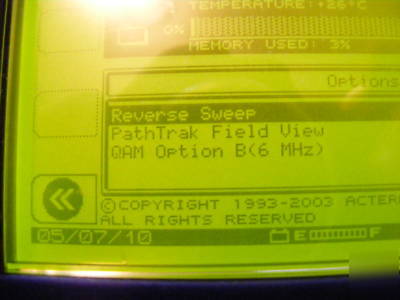 TEMPERATURE:+26°C
0%
MEMORY USED: 3%
Options
Reverse Sweep
PathTrak Field View
QAM Option B(6 MHz)
©COPYRIGHT 1993-2003 ACTER
ALL RIGHTS RESERVED
05/07/10 E F